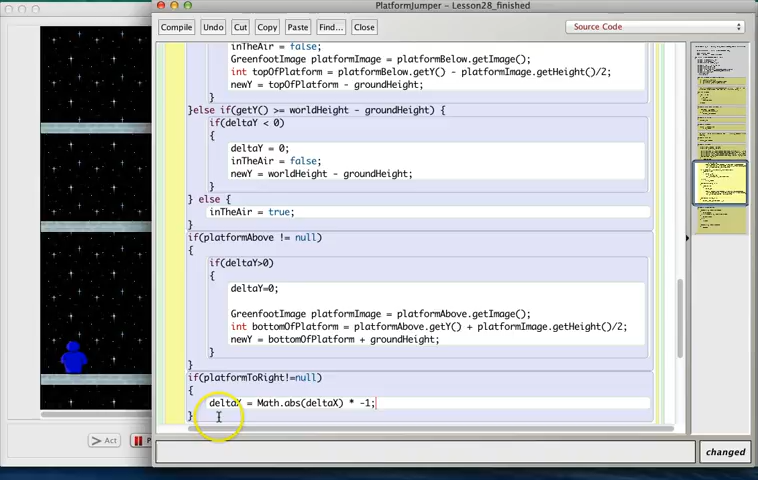 PlatformJumper - Lesson28_finished
Compile Undo Cut Copy Paste Find... Close Source Code
inTheAir = false;
GreenfootImage platformImage = platformBelow.getImage();
int topOfPlatform = platformBelow.getY() - platformImage.getHeight()/2;
newY = topOfPlatform - groundHeight;
}
}else if(getY() >= worldHeight - groundHeight) {
if(deltaY < 0)
{
deltaY = 0;
inTheAir = false;
newY = worldHeight - groundHeight;
}
} else {
inTheAir = true;
}
if(platformAbove != null)
{
if(deltaY>0)
{
deltaY=0;
GreenfootImage platformImage = platformAbove.getImage();
int bottomOfPlatform = platformAbove.getY() + platformImage.getHeight()/2;
newY = bottomOfPlatform + groundHeight;
}
}
if(platformToRight!=null)
{
deltaX = Math.abs(deltaX) * -1;
}
Act
changed